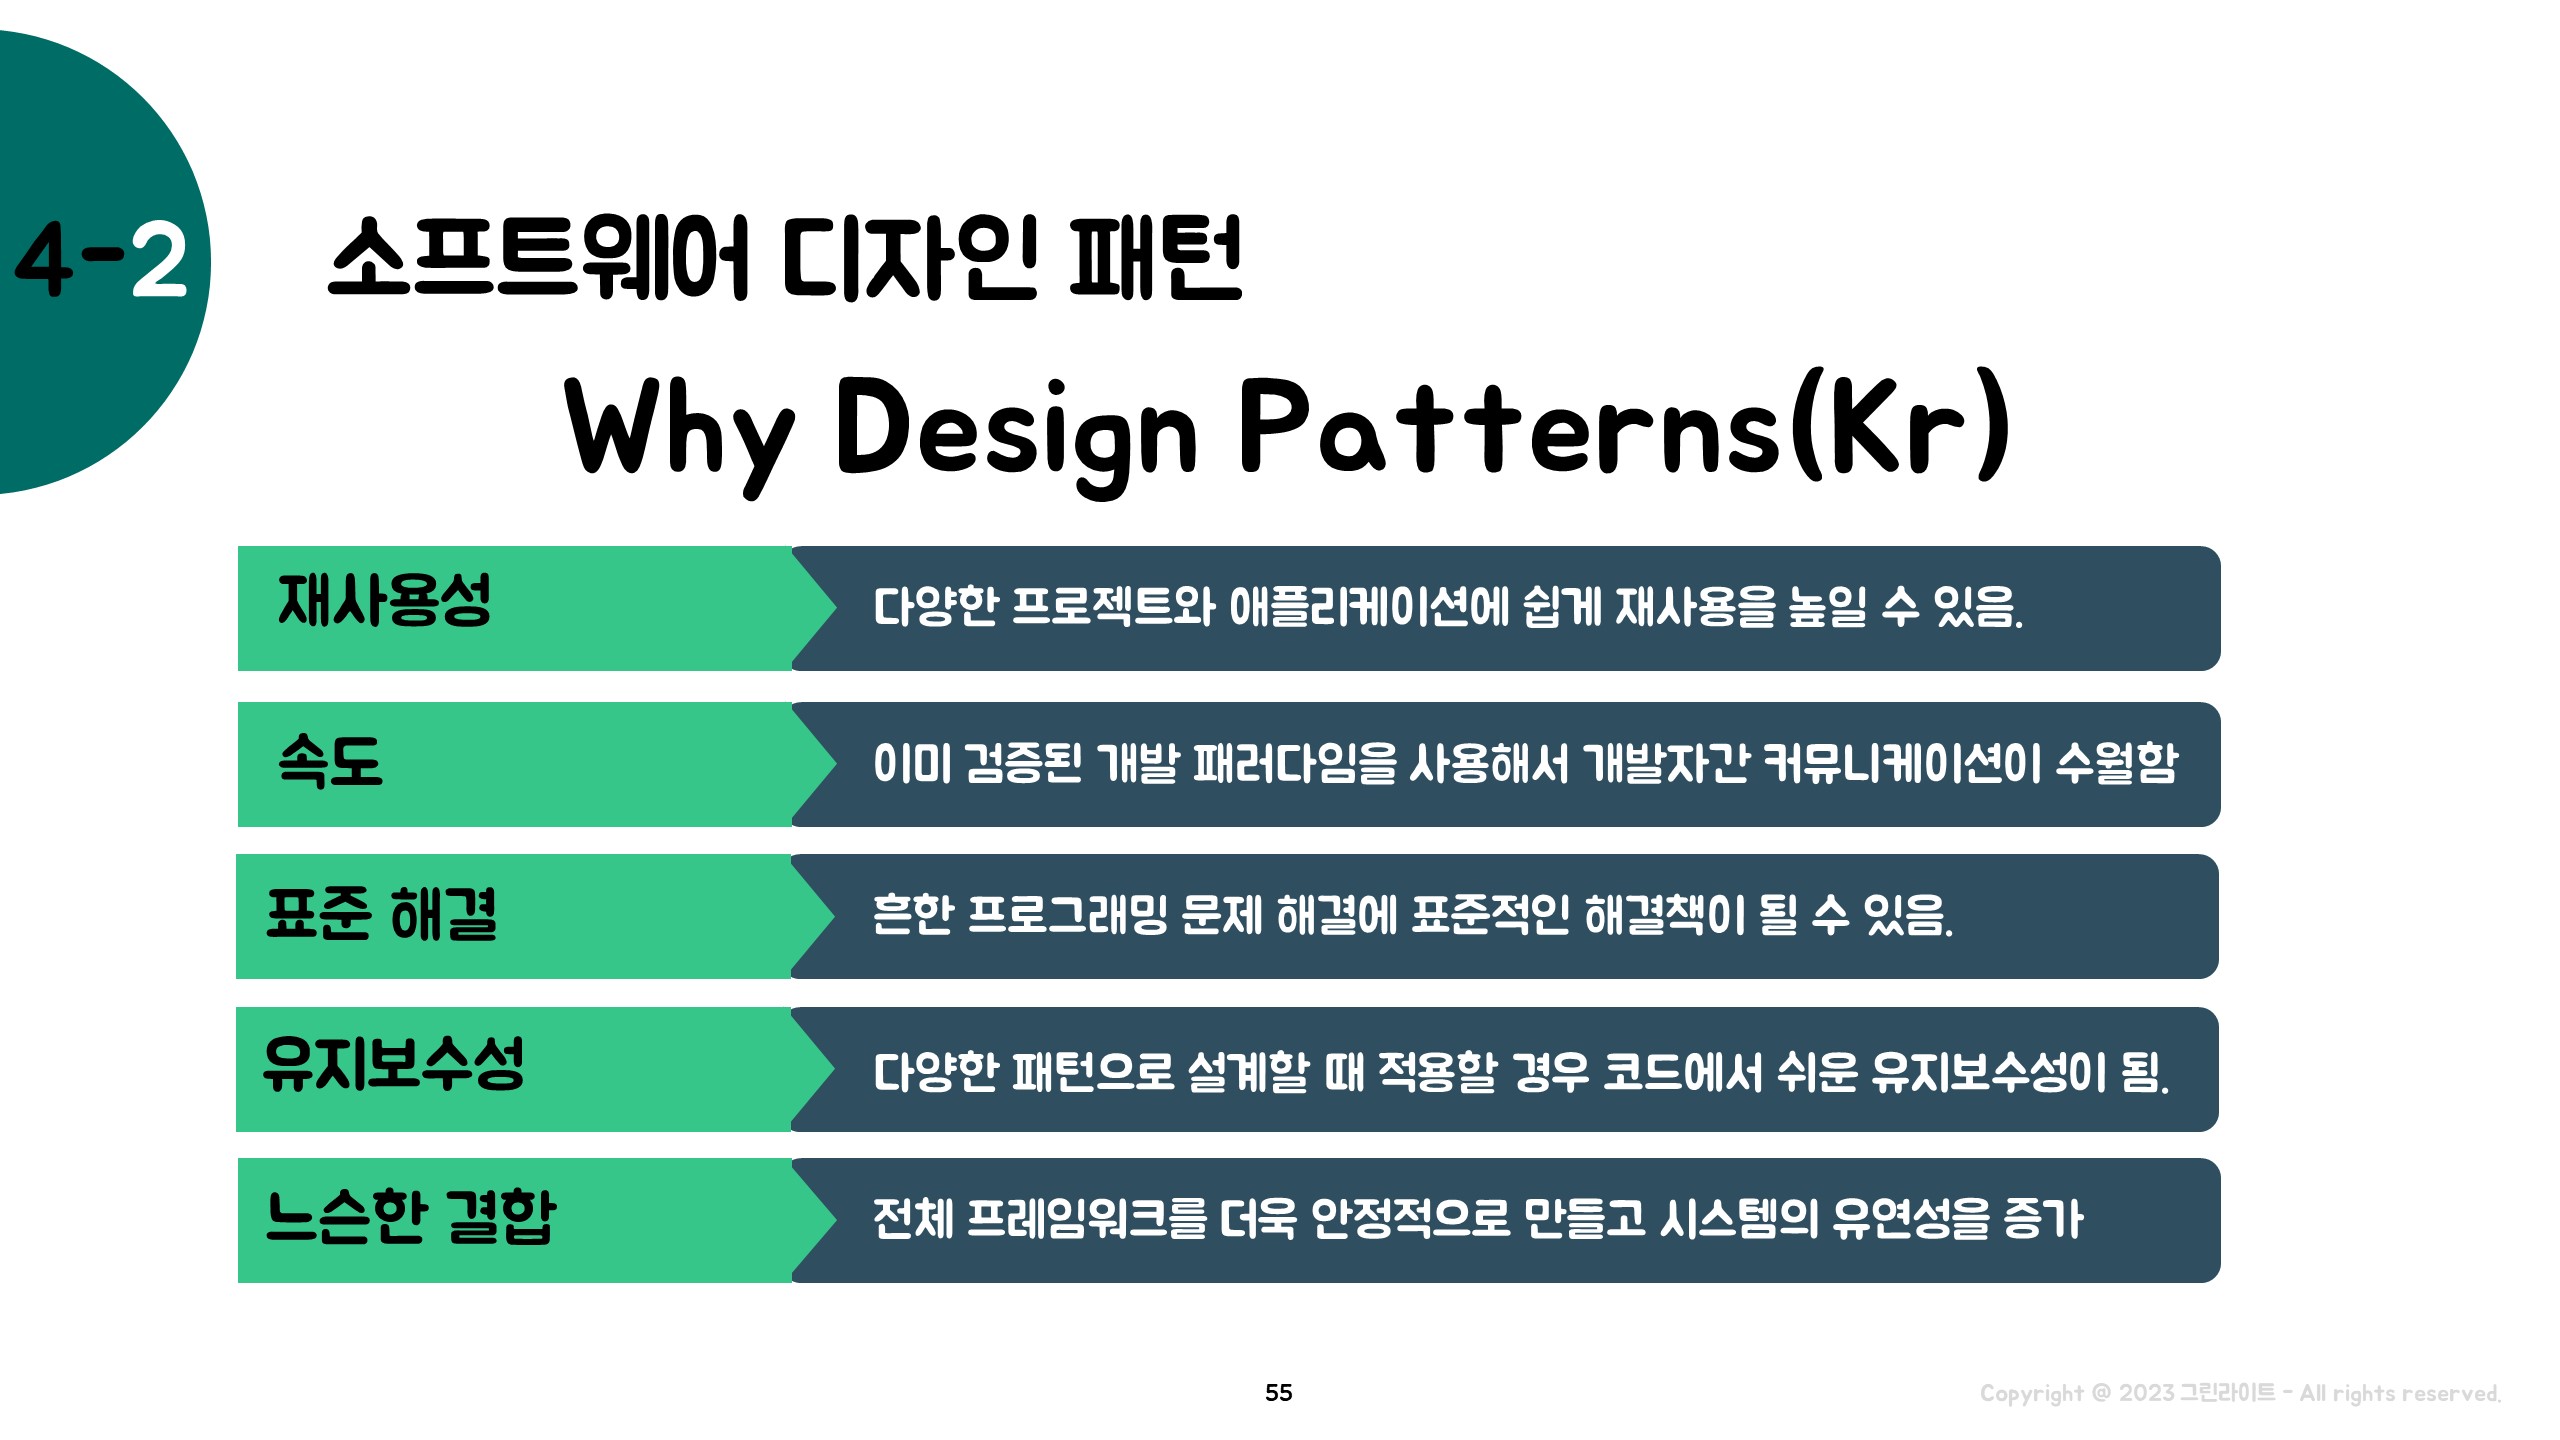 4-2
소프트웨어 디자인 패턴
Why Design Patterns(Kr)
재사용성
다양한 프로젝트와 애플리케이션에 쉽게 재사용을 높일 수 있음.
속도
이미 검증된 개발 패러다임을 사용해서 개발자간 커뮤니케이션이 수월함
표준 해결
흔한 프로그래밍 문제 해결에 표준적인 해결책이 될 수 있음.
유지보수성
다양한 패턴으로 설계할 때 적용할 경우 코드에서 쉬운 유지보수성이 됨.
느슨한 결합
전체 프레임워크를 더욱 안정적으로 만들고 시스템의 유연성을 증가
55
Copyright @ 2023 그린라이트 - All rights reserved.